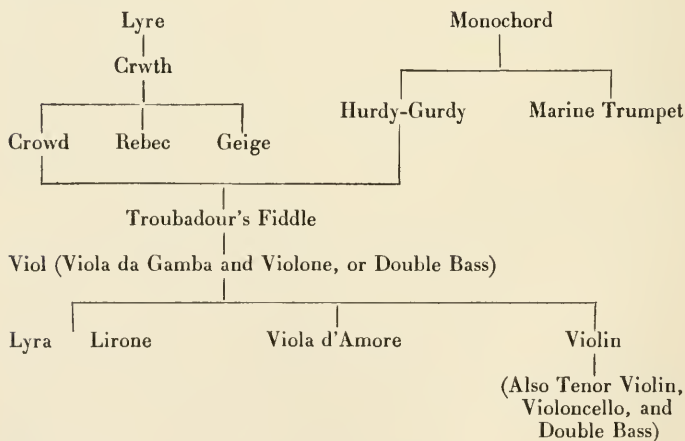 Lyre Monochord
Crwth
Hurdy-Gurdy Marine Trumpet
Crowd Rebec Geige
Troubadour's Fiddle
Viol (Viola da Gamba and Violone, or Double Bass)
Lyra Lirone Viola d'Amore Violin
(Also Tenor Violin,
Violoncello, and
Double Bass)